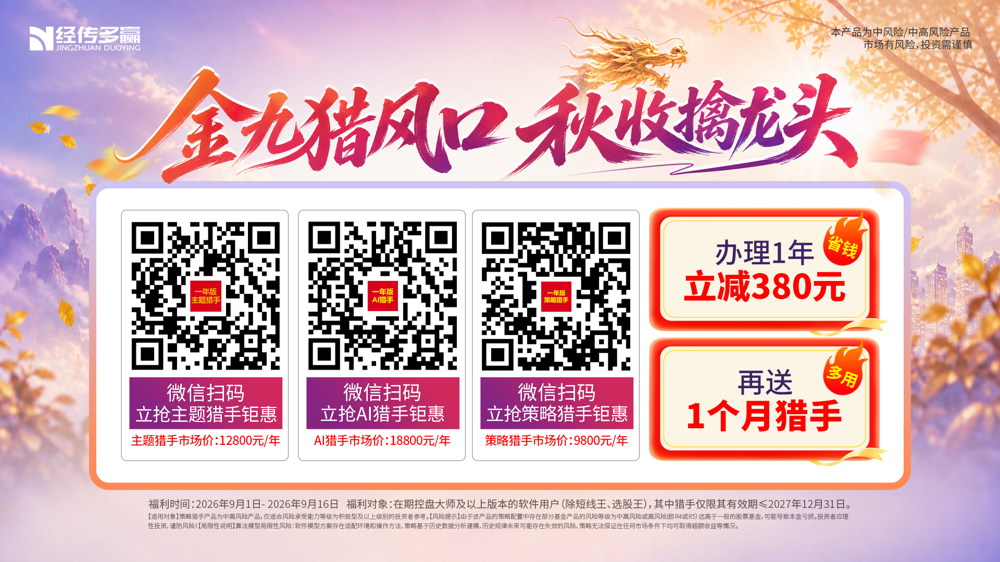 经传多赢
JINGZHUAN DUOYING
本产品为中风险/中高风险产品
市场有风险，投资需谨慎
金九猎风口 秋收擒龙头
一年版
主题猎手
微信扫码
立抢主题猎手钜惠
主题猎手市场价：12800元/年
一年版
AI猎手
微信扫码
立抢AI猎手钜惠
AI猎手市场价：18800元/年
一年版
策略猎手
微信扫码
立抢策略猎手钜惠
策略猎手市场价：9800元/年
省钱
办理1年
立减380元
多用
再送
1个月猎手
福利时间：2026年9月1日- 2026年9月16日 福利对象：在期控盘大师及以上版本的软件用户（除短线王、选股王），其中猎手仅限其有效期≤2027年12月31日。
【适用对象】策略猎手产品为中高风险产品，仅适合风险承受能力等级为积极型及以上级别的投资者参考。【风险提示】由于该产品的策略配置中存在部分基金产品的风险等级为中高风险或高风险(即R4或R5）远高于一般的股票基金，可能导致本金亏损。投资者应理
性投资，谨防风险！【局限性说明】算法模型局限性风险：软件模型方案存在适配环境和操作方法，策略基于历史数据分析建模，历史规律未来可能存在失效的风险，策略无法保证在任何市场条件下均可取得超额收益等情况。